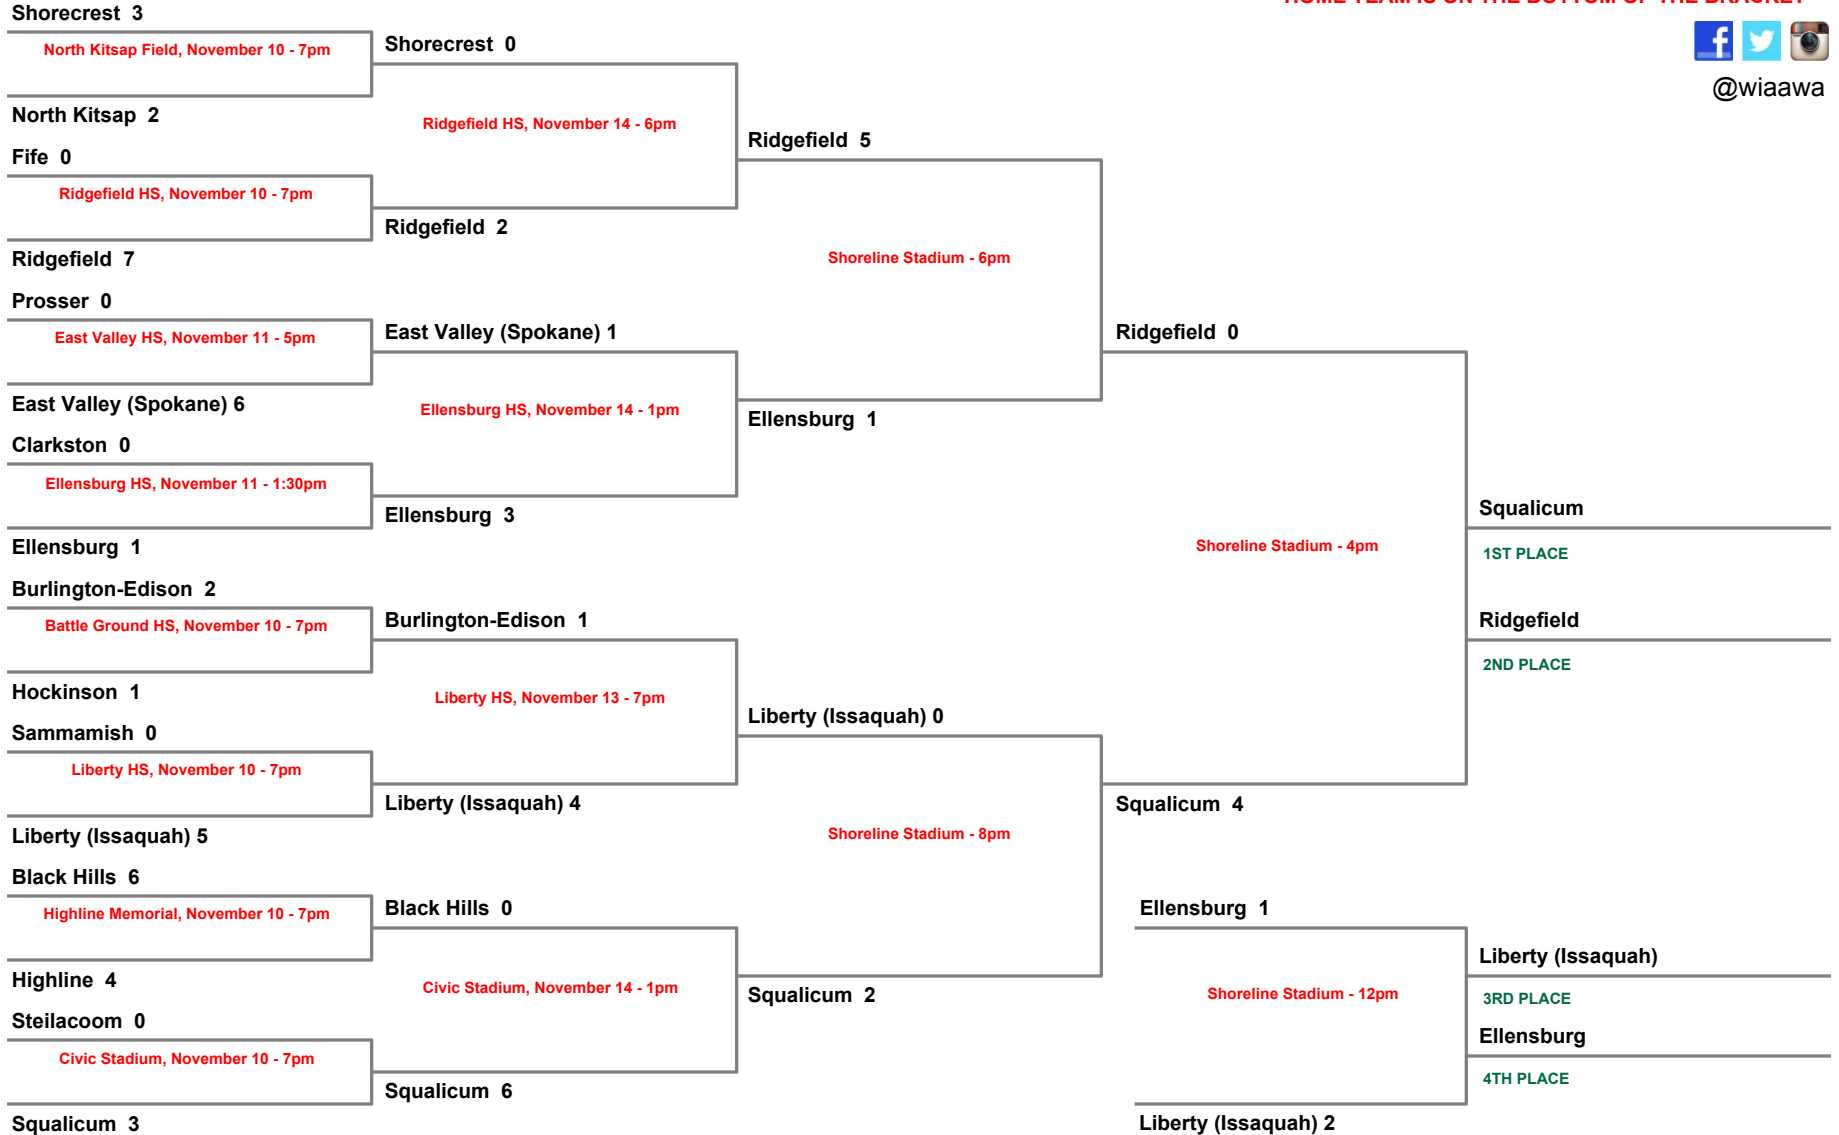 HOME TEAM IS ON THE BOTTOM OF THE BRACKET
@wiaawa
Shorecrest 3
North Kitsap Field, November 10 - 7pm
North Kitsap 2
Fife 0
Ridgefield HS, November 10 - 7pm
Ridgefield 7
Prosser 0
East Valley HS, November 11 - 5pm
East Valley (Spokane) 6
Clarkston 0
Ellensburg HS, November 11 - 1:30pm
Ellensburg 1
Burlington-Edison 2
Battle Ground HS, November 10 - 7pm
Hockinson 1
Sammamish 0
Liberty HS, November 10 - 7pm
Liberty (Issaquah) 5
Black Hills 6
Highline Memorial, November 10 - 7pm
Highline 4
Steilacoom 0
Civic Stadium, November 10 - 7pm
Squalicum 3
Shorecrest 0
Ridgefield HS, November 14 - 6pm
Ridgefield 2
East Valley (Spokane) 1
Ellensburg HS, November 14 - 1pm
Ellensburg 3
Burlington-Edison 1
Liberty HS, November 13 - 7pm
Liberty (Issaquah) 4
Black Hills 0
Civic Stadium, November 14 - 1pm
Squalicum 6
Ridgefield 5
Shoreline Stadium - 6pm
Ellensburg 1
Liberty (Issaquah) 0
Shoreline Stadium - 8pm
Squalicum 2
Ridgefield 0
Shoreline Stadium - 4pm
Squalicum 4
Squalicum
1ST PLACE
Ridgefield
2ND PLACE
Ellensburg 1
Shoreline Stadium - 12pm
Liberty (Issaquah) 2
Liberty (Issaquah)
3RD PLACE
Ellensburg
4TH PLACE